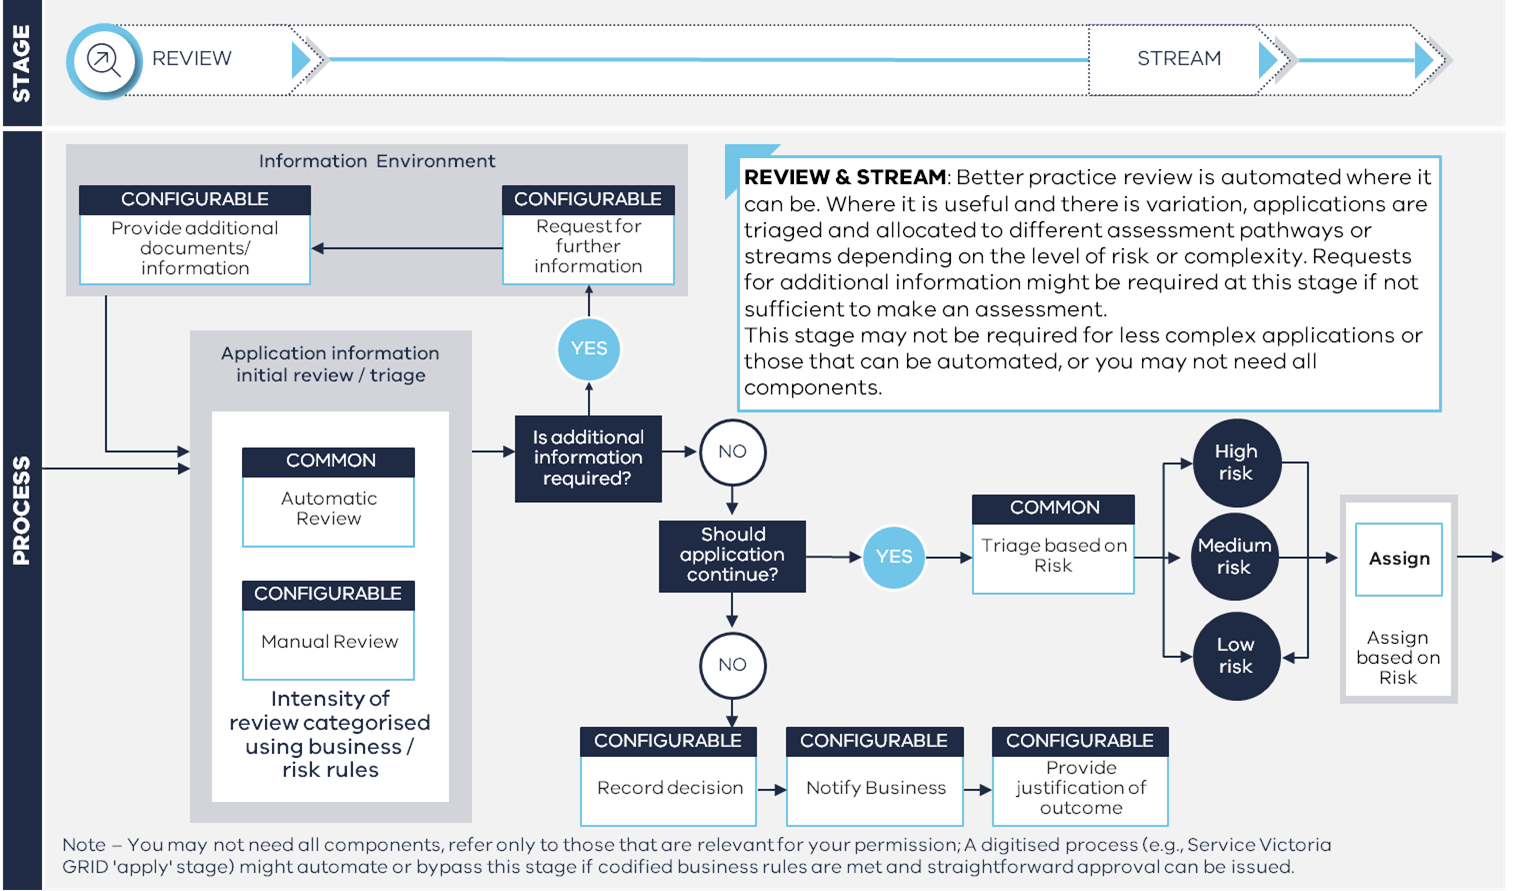 STAGE
REVIEW
STREAM
PROCESS
Information Environment
CONFIGURABLE
Provide additional
documents/
information
CONFIGURABLE
Request for
further
information
REVIEW & STREAM: Better practice review is automated where it
can be. Where it is useful and there is variation, applications are
triaged and allocated to different assessment pathways or
streams depending on the level of risk or complexity. Requests
for additional information might be required at this stage if not
sufficient to make an assessment.
This stage may not be required for less complex applications or
those that can be automated, or you may not need all
components.
YES
Application information
initial review / triage
COMMON
Automatic
Review
CONFIGURABLE
Manual Review
Intensity of
review categorised
using business /
risk rules
Is additional
information
required?
NO
Should
application
continue?
YES
COMMON
Triage based on
Risk
High
risk
Medium
risk
Low
risk
Assign
Assign
based on
Risk
NO
CONFIGURABLE
Record decision
CONFIGURABLE
Notify Business
CONFIGURABLE
Provide
justification of
outcome
Note – You may not need all components, refer only to those that are relevant for your permission; A digitised process (e.g., Service Victoria
GRID 'apply' stage) might automate or bypass this stage if codified business rules are met and straightforward approval can be issued.